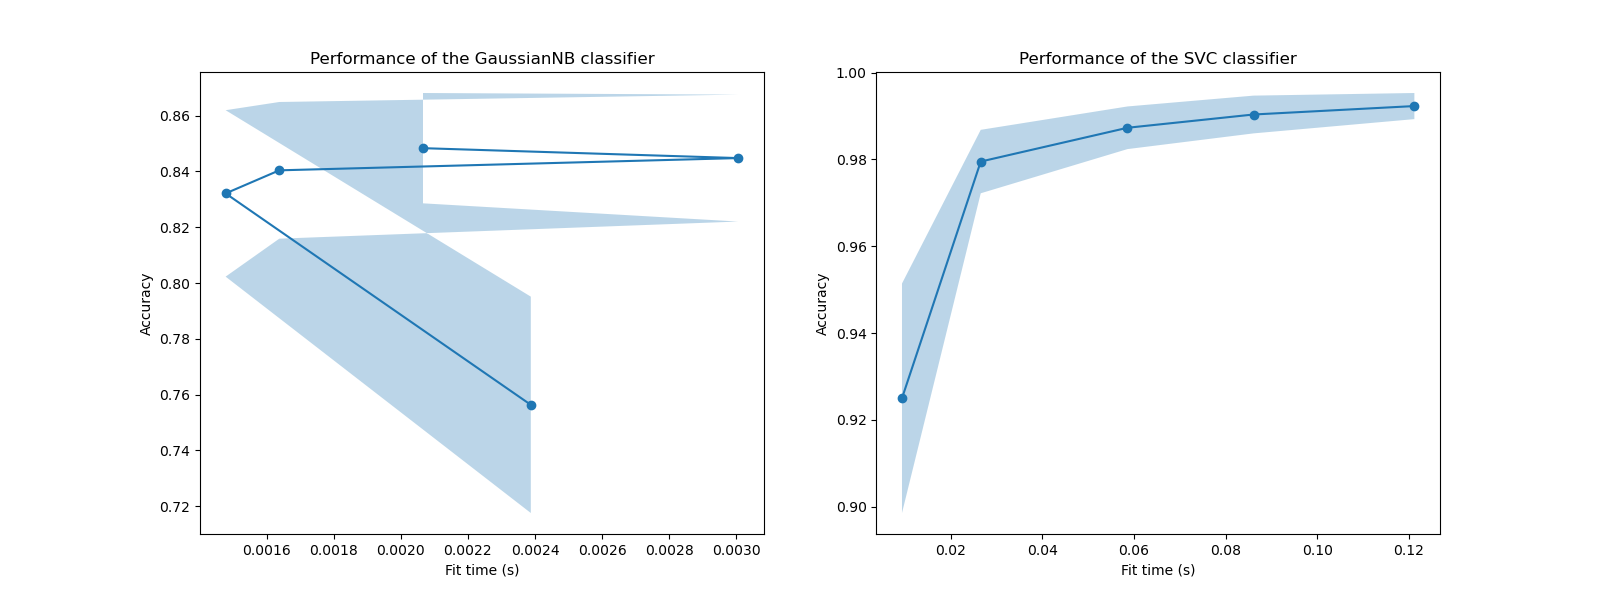 Performance of the GaussianNB classifier
0.86
0.84
0.82
0.80
0.78
0.76
0.74
0.72
Accuracy
0.0016 0.0018 0.0020 0.0022 0.0024 0.0026 0.0028 0.0030
Fit time (s)
Performance of the SVC classifier
1.00
0.98
0.96
0.94
0.92
0.90
Accuracy
0.02 0.04 0.06 0.08 0.10 0.12
Fit time (s)